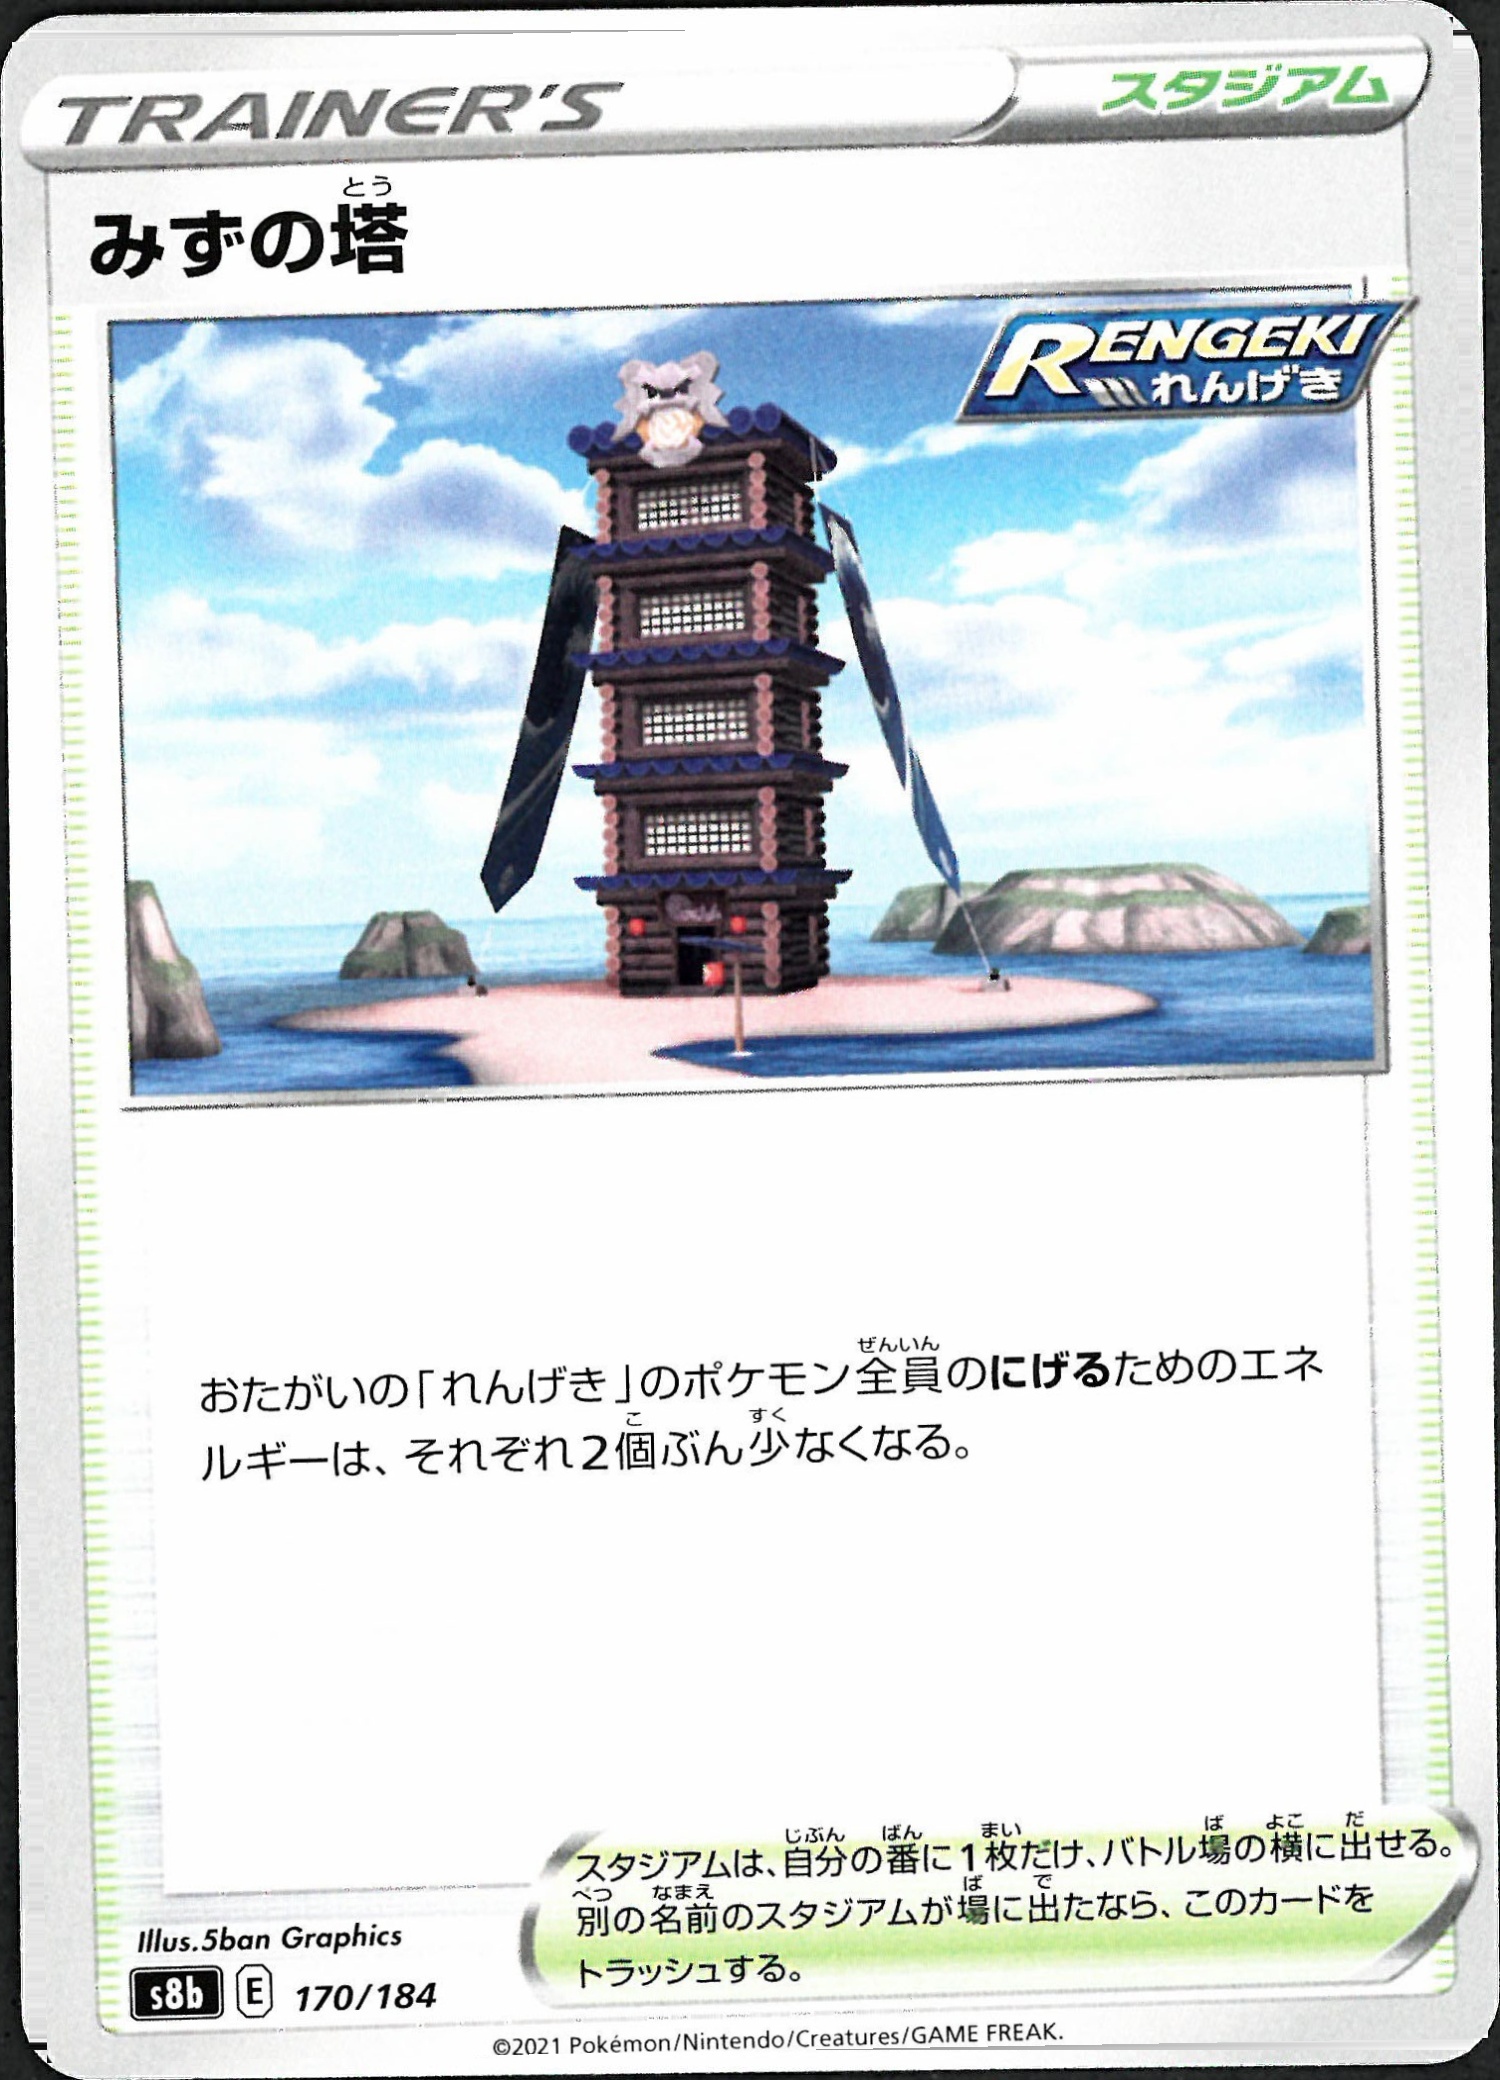 TRAINER'S
スタジアム
とう
みずの塔
RENGEKI
れんげき
ぜんいん
おたがいの「れんげき」のポケモン全員のにげるためのエネ
こ すく
ルギーは、それぞれ2個ぶん少なくなる。
じぶん ばん まい ば よこ だ
スタジアムは、自分の番に1枚だけ、バトル場の横に出せる。
べつ なまえ ば で
別の名前のスタジアムが場に出たなら、このカードを
トラッシュする。
Illus.5ban Graphics
s8b E 170/184
©2021 Pokémon/Nintendo/Creatures/GAME FREAK.